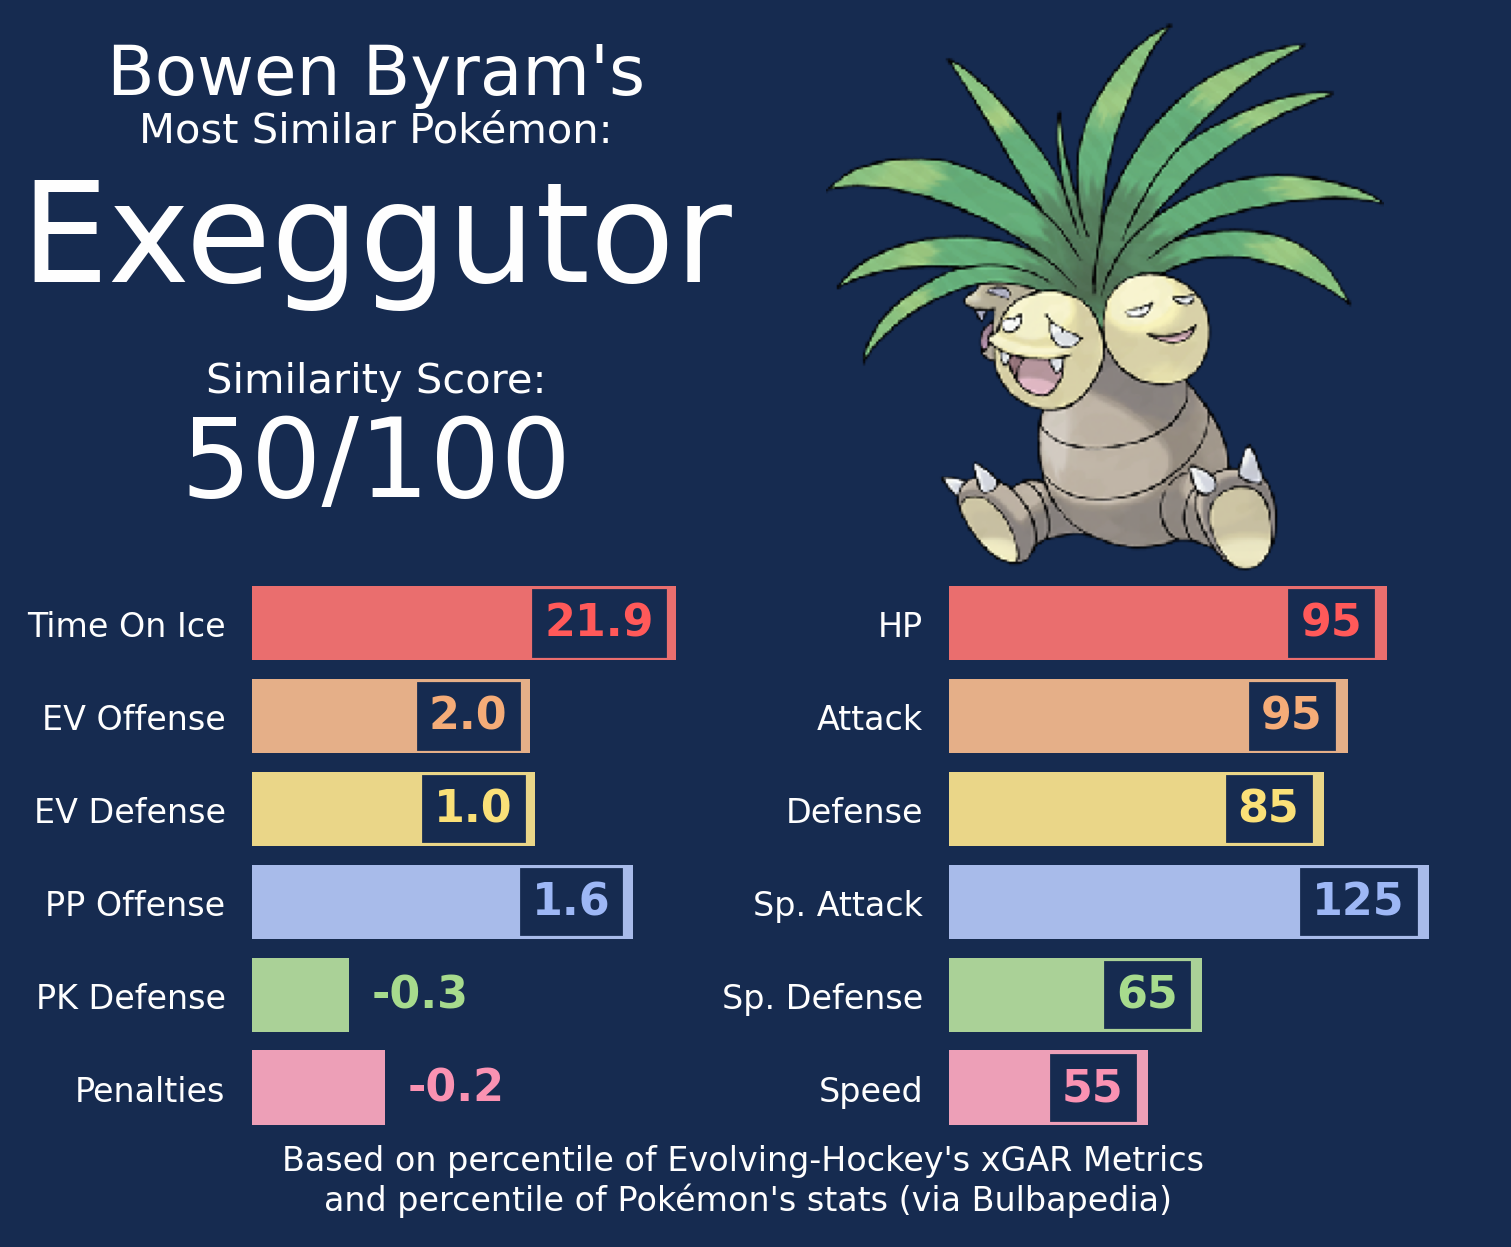 Bowen Byram's
Most Similar Pokémon:
Exeggutor
Similarity Score:
50/100
Time On Ice 21.9
EV Offense 2.0
EV Defense 1.0
PP Offense 1.6
PK Defense -0.3
Penalties -0.2
HP 95
Attack 95
Defense 85
Sp. Attack 125
Sp. Defense 65
Speed 55
Based on percentile of Evolving-Hockey's xGAR Metrics
and percentile of Pokémon's stats (via Bulbapedia)